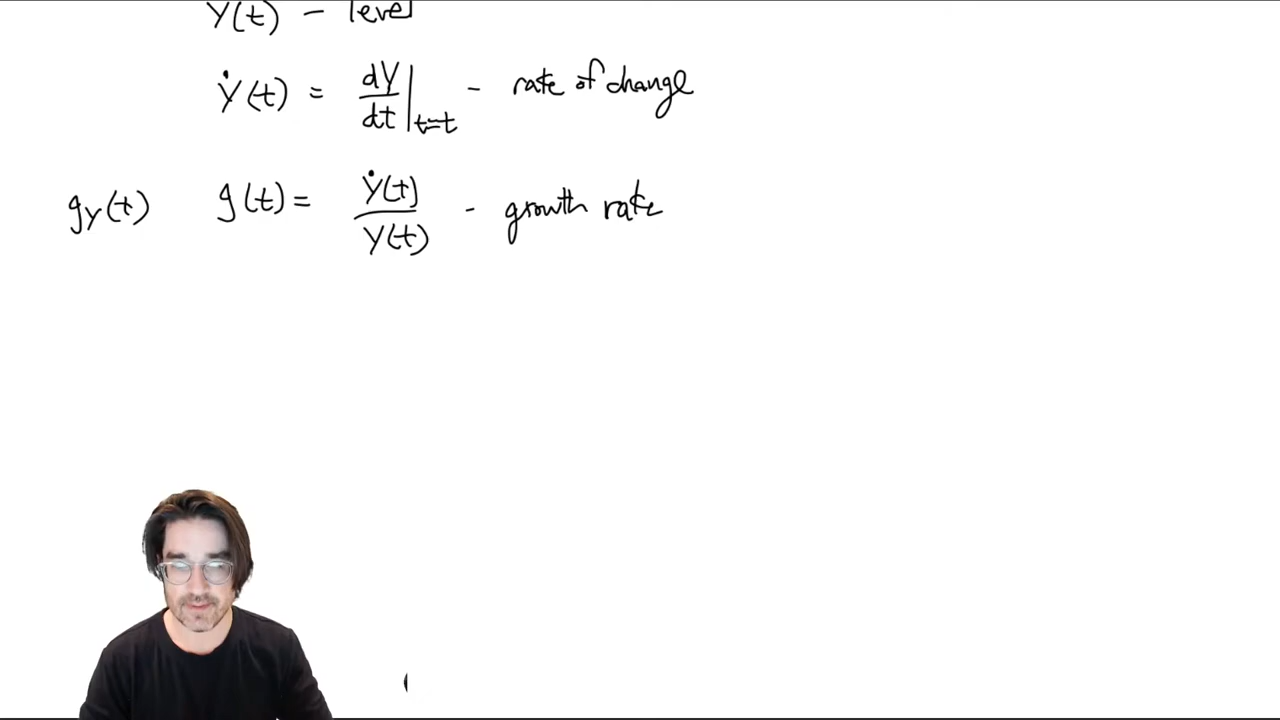 Y(t) – level
Ẏ(t) = dY/dt |t=t - rate of change
gY(t) g(t) = Ẏ(t)/Y(t) - growth rate